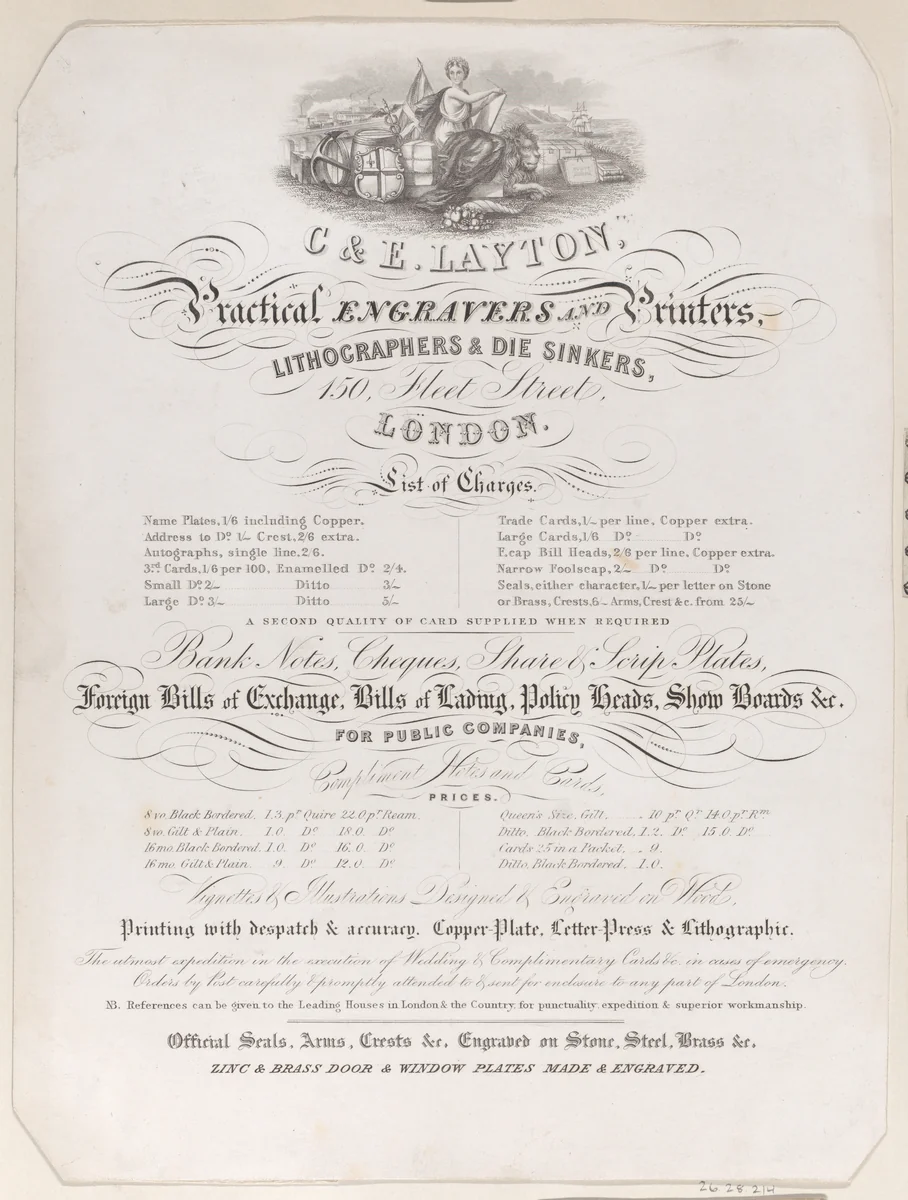 C & E. LAYTON,
Practical ENGRAVERS AND Printers,
LITHOGRAPHERS & DIE SINKERS,
150, Fleet Street,
LONDON.
List of Charges.
Name Plates, 1/6 including Copper.
Address to Do 1/- Crest, 2/6 extra.
Autographs, single line, 2/6.
3rd Cards, 1/6 per 100, Enamelled Do 2/4.
Small Do 2/- Ditto 3/-
Large Do 3/- Ditto 5/-
Trade Cards, 1/- per line, Copper extra.
Large Cards, 1/6 Do Do
F.cap Bill Heads, 2/6 per line, Copper extra.
Narrow Foolscap, 2/- Do Do
Seals, either character, 1/- per letter on Stone
or Brass, Crests, 6/- Arms, Crest &c. from 25/-
A SECOND QUALITY OF CARD SUPPLIED WHEN REQUIRED
Bank Notes, Cheques, Share & Scrip Plates,
Foreign Bills of Exchange, Bills of Lading, Policy Heads, Show Boards &c.
FOR PUBLIC COMPANIES,
Compliment Notes and Cards,
PRICES.
8vo. Black Bordered. 1.3. pr Quire 22.0 pr Ream.
8vo. Gilt & Plain. 1.0. Do 18.0. Do
16mo. Black Bordered. 1.0. Do 16.0. Do
16mo. Gilt & Plain. 9. Do 12.0. Do
Queen's Size, Gilt. 10 pr Qr 14.0 pr Rm
Ditto. Black Bordered. 1.2. Do 15.0. Do
Cards 25 in a Packet. 9.
Ditto. Black Bordered. 1.0.
Vignettes & Illustrations Designed & Engraved on Wood,
Printing with despatch & accuracy. Copper-Plate, Letter-Press & Lithographic.
The utmost expedition in the execution of Wedding & Complimentary Cards &c. in cases of emergency.
Orders by Post carefully & promptly attended to & sent for enclosure to any part of London.
NB. References can be given to the Leading Houses in London & the Country, for punctuality, expedition & superior workmanship.
Official Seals, Arms, Crests &c. Engraved on Stone, Steel, Brass &c.
ZINC & BRASS DOOR & WINDOW PLATES MADE & ENGRAVED.
26 28 214